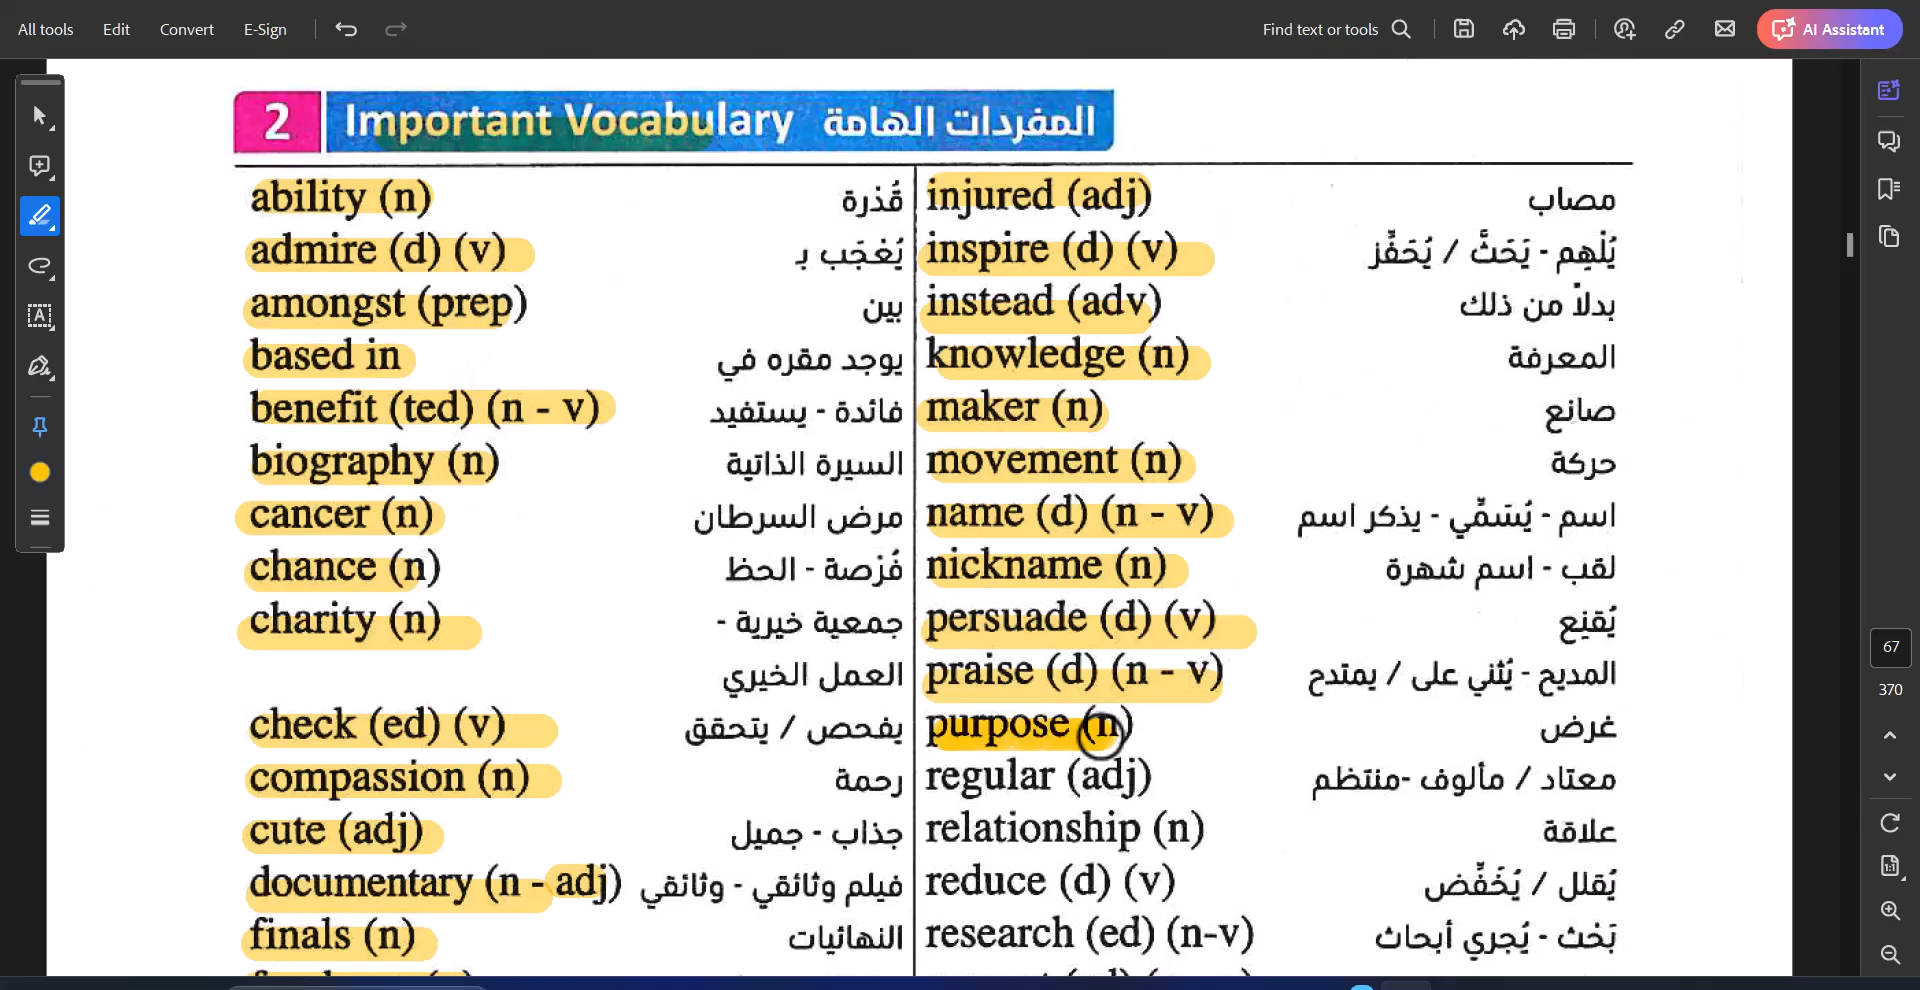 All tools Edit Convert E-Sign Find text or tools AI Assistant
2 Important Vocabulary المفردات الهامة
ability (n) قُدْرة
admire (d) (v) يُعْجَب بـ
amongst (prep) بين
based in يوجد مقره في
benefit (ted) (n - v) فائدة - يستفيد
biography (n) السيرة الذاتية
cancer (n) مرض السرطان
chance (n) فُرْصة - الحظ
charity (n) جمعية خيرية -
العمل الخيري
check (ed) (v) يفحص / يتحقق
compassion (n) رحمة
cute (adj) جذاب - جميل
documentary (n - adj) فيلم وثائقي - وثائقي
finals (n) النهائيات
injured (adj) مصاب
inspire (d) (v) يُلْهِم - يَحَثَّ / يُحَفِّز
instead (adv) بدلاً من ذلك
knowledge (n) المعرفة
maker (n) صانع
movement (n) حركة
name (d) (n - v) اسم - يُسَمِّي - يذكر اسم
nickname (n) لقب - اسم شهرة
persuade (d) (v) يُقنِع
praise (d) (n - v) المديح - يُثني على / يمتدح
purpose (n) غرض
regular (adj) معتاد / مألوف -منتظم
relationship (n) علاقة
reduce (d) (v) يُقلل / يُخَفِّض
research (ed) (n-v) بَحْث - يُجري أبحاث
67
370